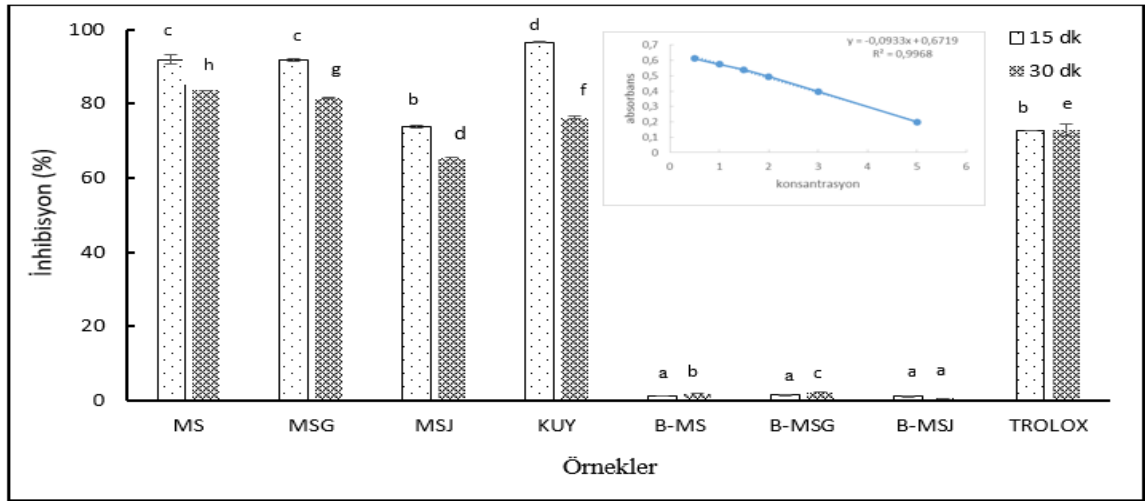 İnhibisyon (%)
100
80
60
40
20
0
c
h
c
g
b
d
d
f
a
b
a
c
a
a
b
e
MS
MSG
MSJ
KUY
B-MS
B-MSG
B-MSJ
TROLOX
Örnekler
15 dk
30 dk
y = -0,0933x + 0,6719
R² = 0,9968
absorbans
0,7
0,6
0,5
0,4
0,3
0,2
0,1
0
0
1
2
3
4
5
6
konsantrasyon